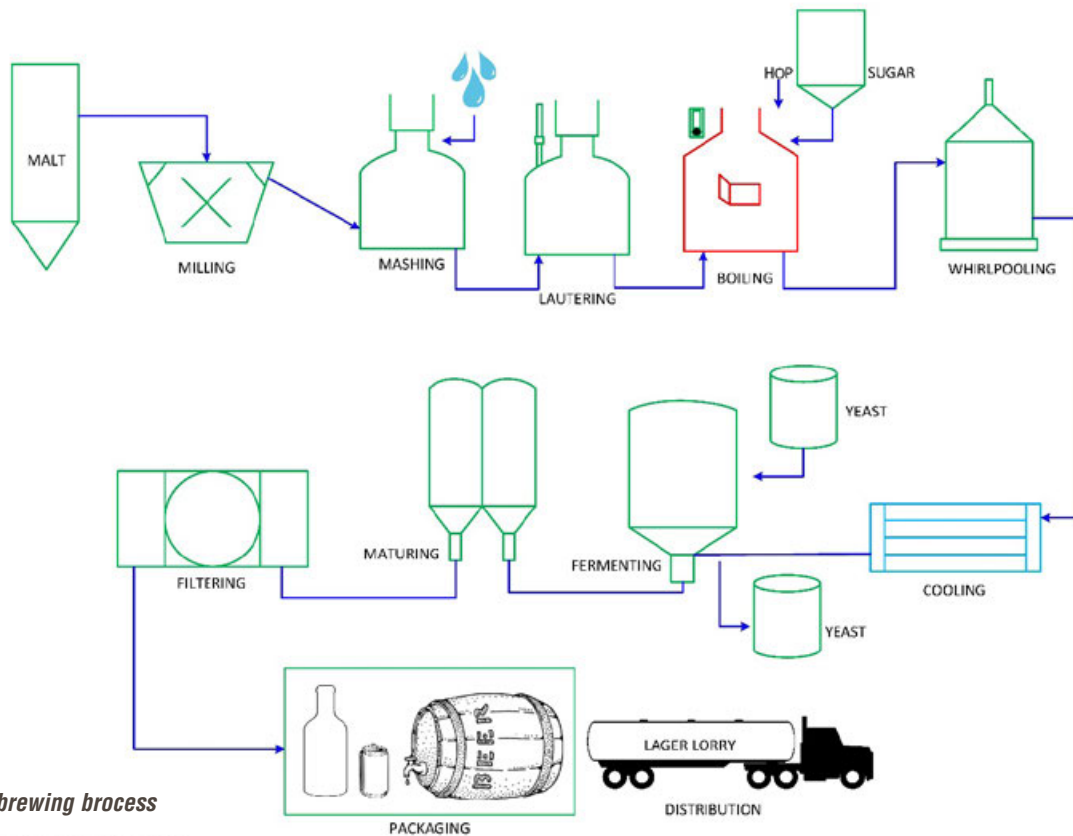 HOP
SUGAR
MALT
MILLING
MASHING
LAUTERING
BOILING
WHIRLPOOLING
YEAST
MATURING
FERMENTING
FILTERING
COOLING
YEAST
BEER
LAGER LORRY
DISTRIBUTION
brewing brocess
PACKAGING